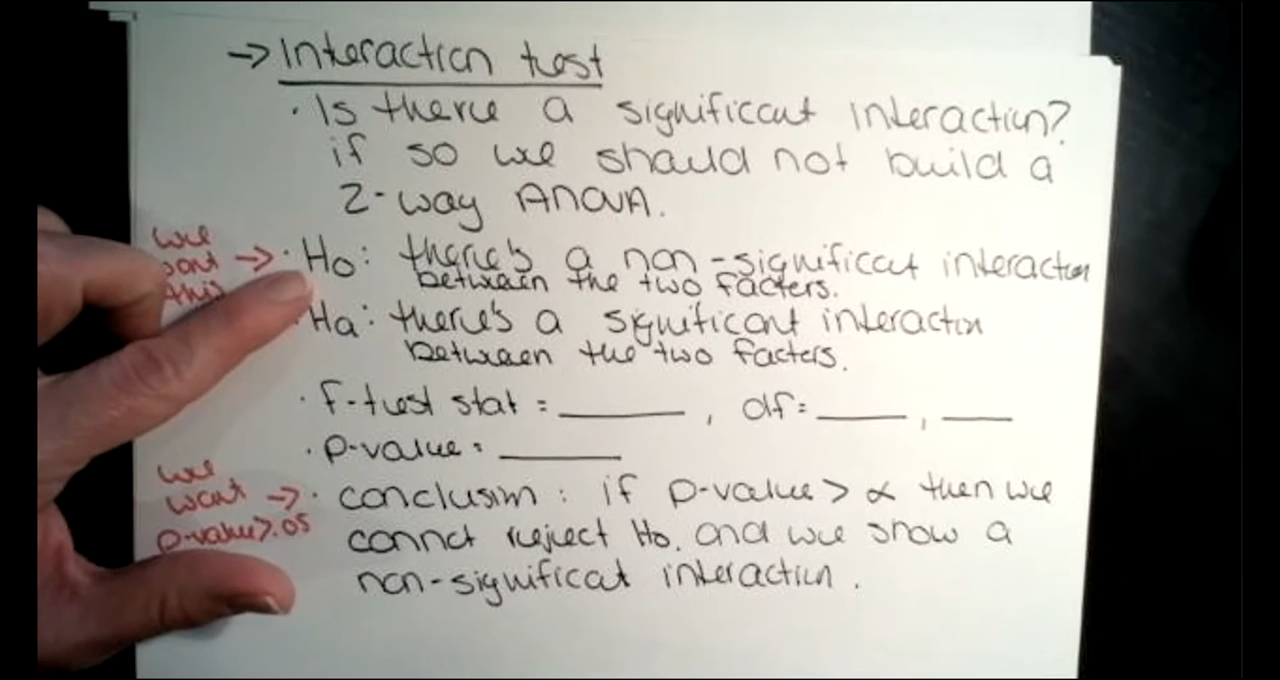 → Interaction test
· Is there a significant interaction?
if so we should not build a
2-way ANOVA.
we want this → · Ho: there's a non-significant interaction
between the two factors.
· Ha: there's a significant interaction
between the two factors.
· F-test stat = ______ , df= _____ , ____
· p-value = ______
we want p-value>.05 → · conclusion : if p-value > α then we
cannot reject Ho. and we show a
non-significat interaction .